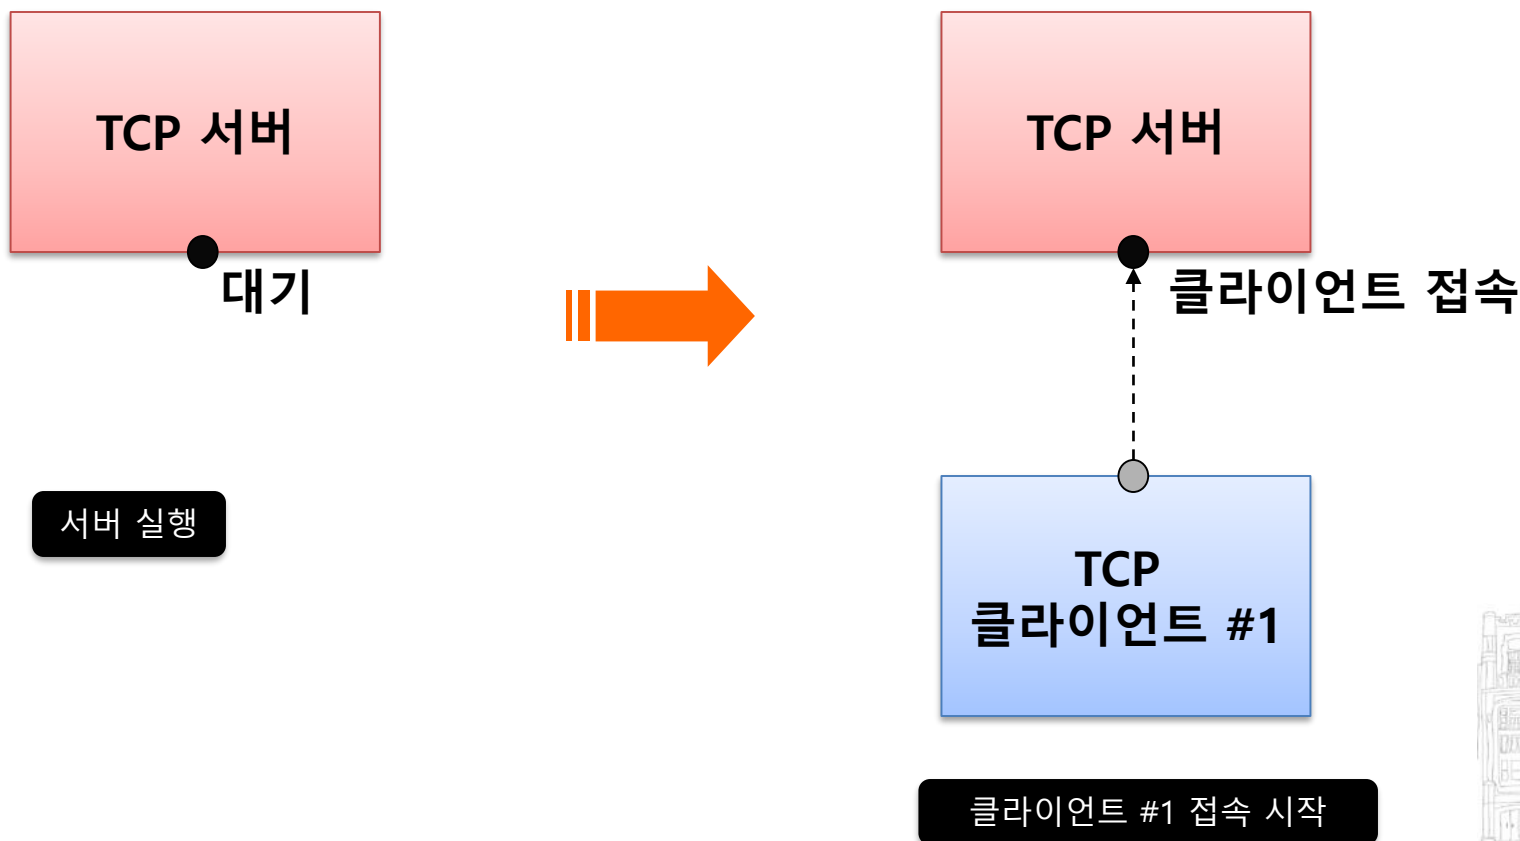 TCP 서버
대기
서버 실행
TCP 서버
클라이언트 접속
TCP
클라이언트 #1
클라이언트 #1 접속 시작